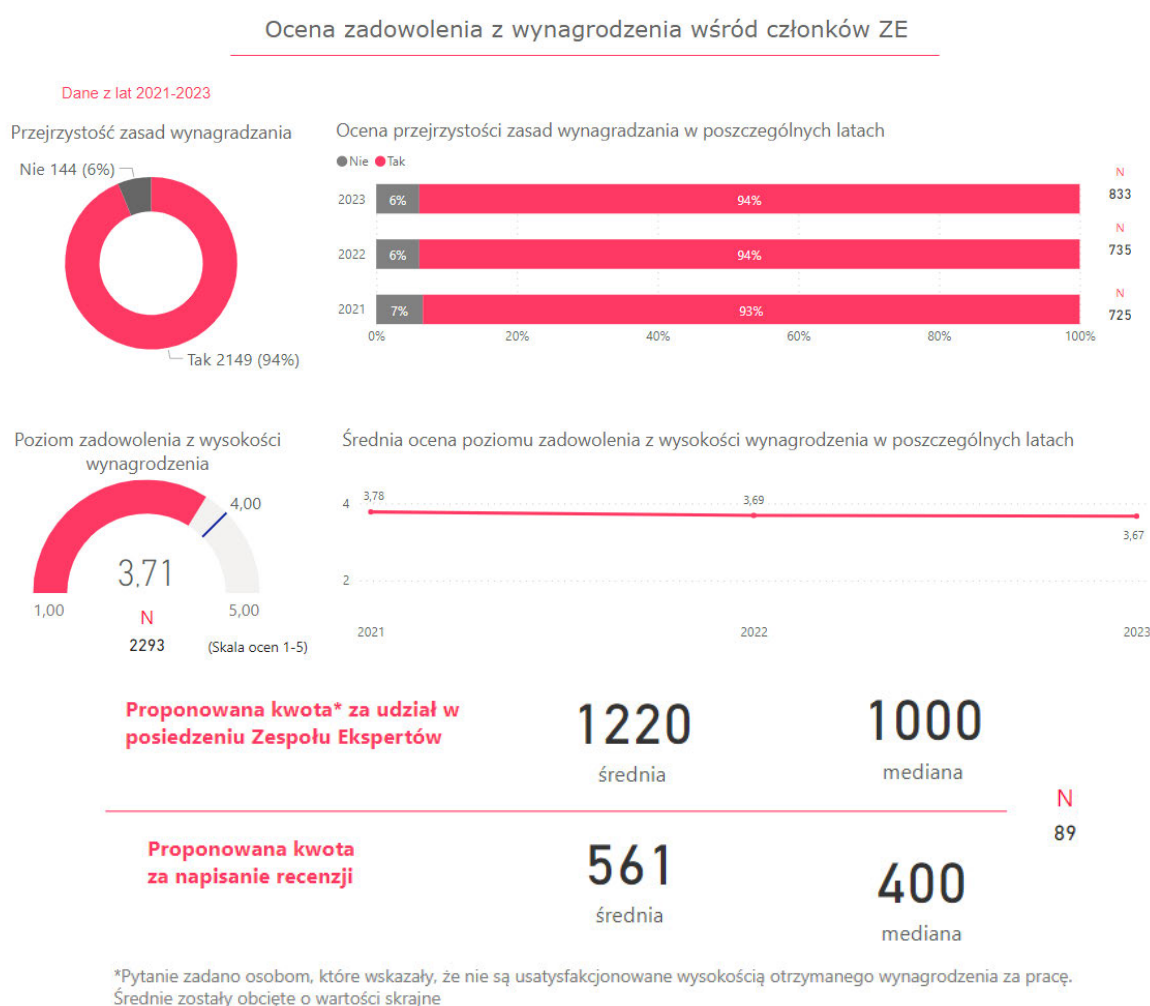 Ocena zadowolenia z wynagrodzenia wśród członków ZE
Dane z lat 2021-2023
Przejrzystość zasad wynagradzania
Nie 144 (6%)
Tak 2149 (94%)
Ocena przejrzystości zasad wynagradzania w poszczególnych latach
Nie Tak
N
2023 6% 94% 833
N
2022 6% 94% 735
N
2021 7% 93% 725
0% 20% 40% 60% 80% 100%
Poziom zadowolenia z wysokości
wynagrodzenia
4,00
3,71
1,00 5,00
N
2293 (Skala ocen 1-5)
Średnia ocena poziomu zadowolenia z wysokości wynagrodzenia w poszczególnych latach
4 3,78 3,69 3,67
2
2021 2022 2023
Proponowana kwota* za udział w
posiedzeniu Zespołu Ekspertów
1220 1000
średnia mediana
N
89
Proponowana kwota
za napisanie recenzji
561 400
średnia mediana
*Pytanie zadano osobom, które wskazały, że nie są usatysfakcjonowane wysokością otrzymanego wynagrodzenia za pracę.
Średnie zostały obcięte o wartości skrajne